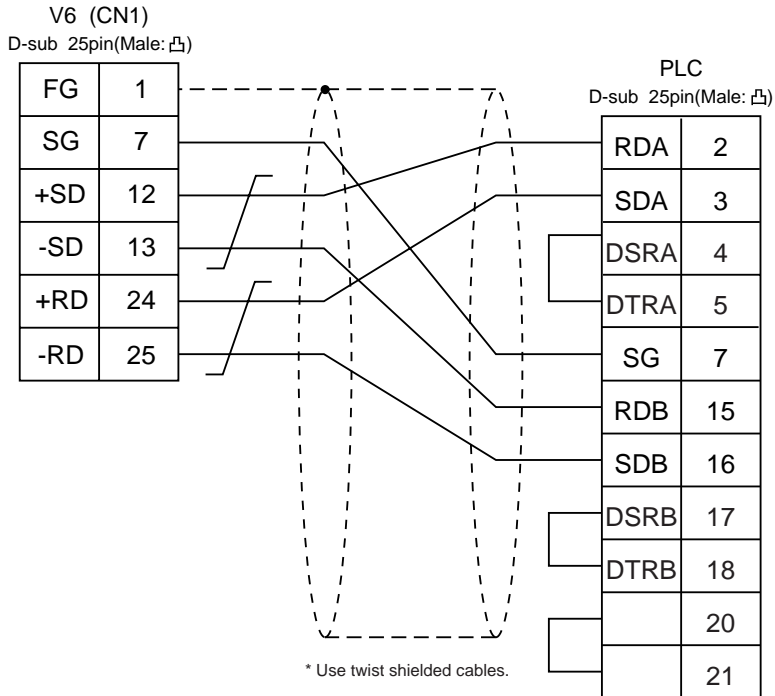 V6 (CN1)
D-sub 25pin(Male: 凸)
FG 1
SG 7
+SD 12
-SD 13
+RD 24
-RD 25
PLC
D-sub 25pin(Male: 凸)
RDA 2
SDA 3
DSRA 4
DTRA 5
SG 7
RDB 15
SDB 16
DSRB 17
DTRB 18
20
21
* Use twist shielded cables.